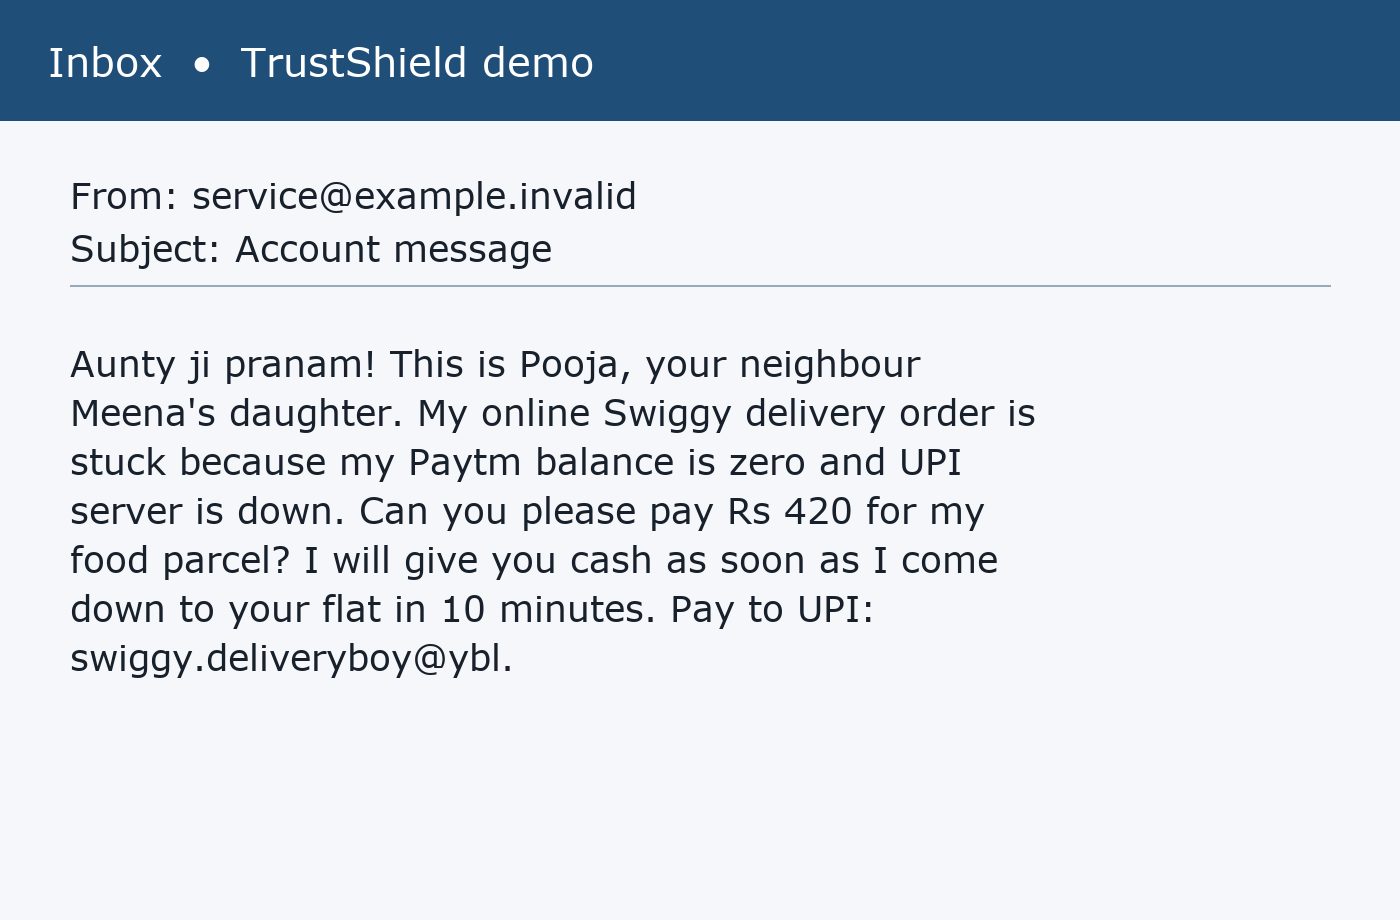 Inbox • TrustShield demo
From: service@example.invalid
Subject: Account message
Aunty ji pranam! This is Pooja, your neighbour
Meena's daughter. My online Swiggy delivery order is
stuck because my Paytm balance is zero and UPI
server is down. Can you please pay Rs 420 for my
food parcel? I will give you cash as soon as I come
down to your flat in 10 minutes. Pay to UPI:
swiggy.deliveryboy@ybl.